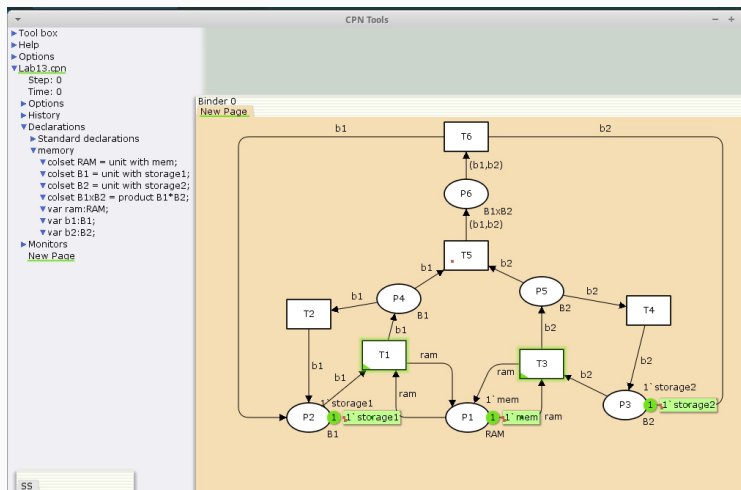 CPN Tools
Tool box
Help
Options
Lab13.cpn
Step: 0
Time: 0
Options
History
Declarations
Standard declarations
memory
colset RAM = unit with mem;
colset B1 = unit with storage1;
colset B2 = unit with storage2;
colset B1xB2 = product B1*B2;
var ram:RAM;
var b1:B1;
var b2:B2;
Monitors
New Page
SS
Binder 0
New Page
b1
T6
b2
(b1,b2)
P6
B1xB2
(b1,b2)
T5
b1
b2
P4
B1
P5
B2
b1
b2
T2
T4
b1
b2
T1
ram
ram
T3
b1
b1
b2
b2
ram
ram
1`storage1
P2
1
1`storage1
B1
1`mem
P1
1
1`mem
RAM
1`storage2
P3
1
1`storage2
B2